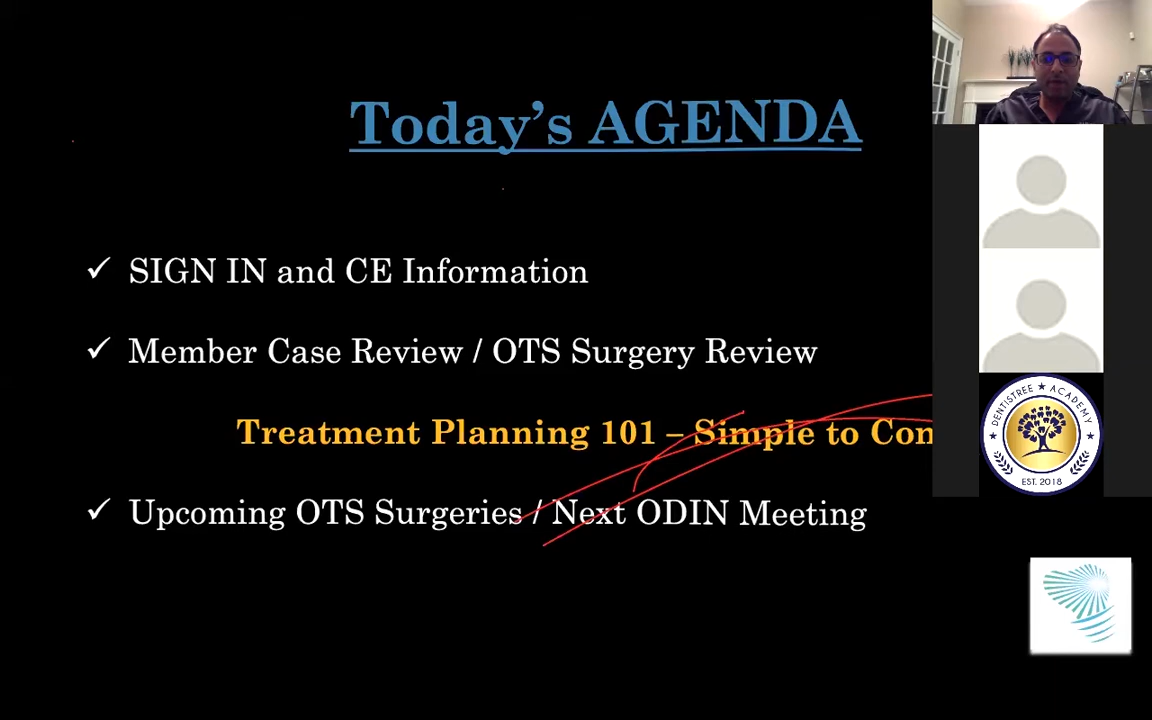 Today's AGENDA
✓ SIGN IN and CE Information
✓ Member Case Review / OTS Surgery Review
Treatment Planning 101 – Simple to Con
✓ Upcoming OTS Surgeries / Next ODIN Meeting
DENTISTREE ★ ACADEMY
EST. 2018